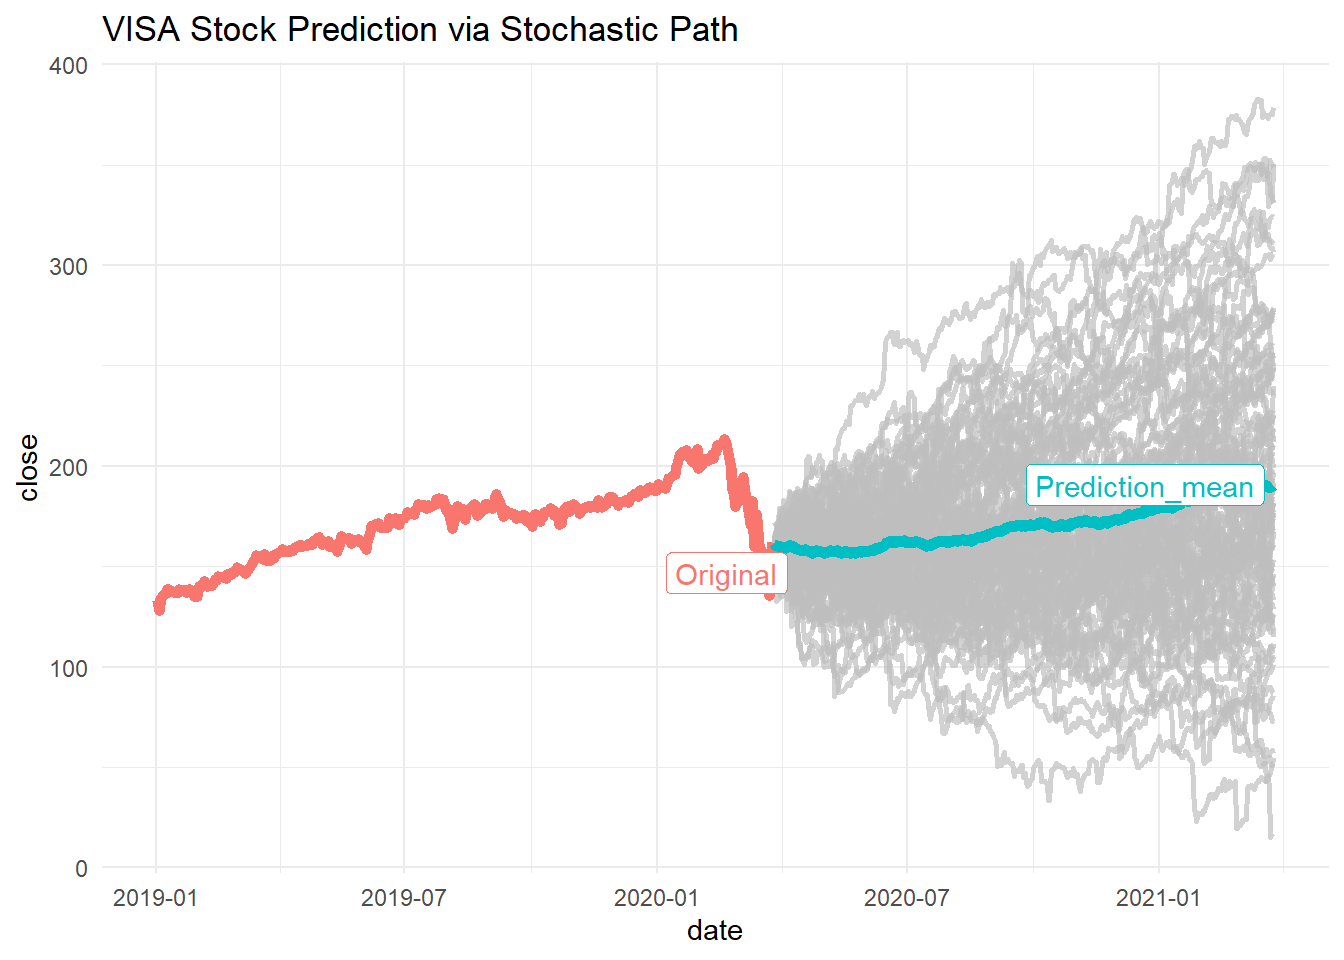 VISA Stock Prediction via Stochastic Path
400
300
200
100
0
close
Prediction_mean
Original
2019-01
2019-07
2020-01
2020-07
2021-01
date